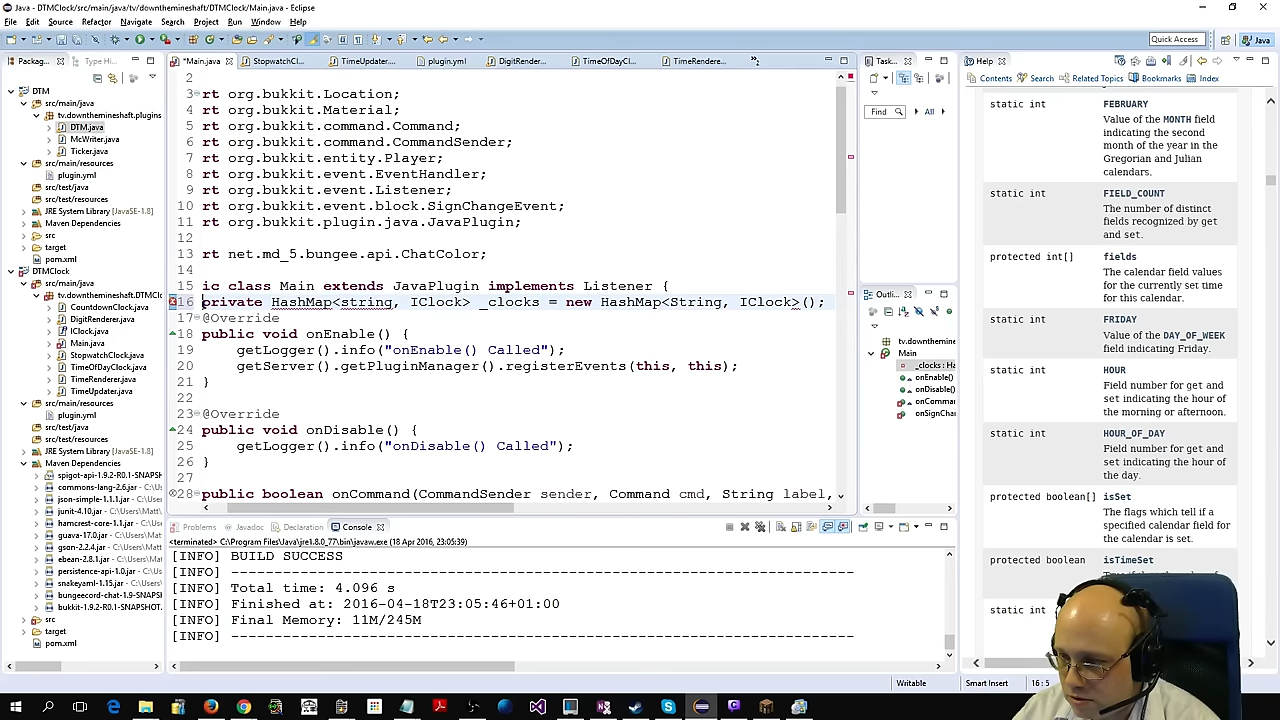 Java - DTMClock/src/main/java/tv/downthemineshaft/DTMClock/Main.java - Eclipse
File Edit Source Refactor Navigate Search Project Run Window Help
Quick Access
Java
Packag...
Type Hi...
DTM
src/main/java
tv.downthemineshaft.plugins
DTM.java
McWriter.java
Ticker.java
src/main/resources
plugin.yml
src/test/java
src/test/resources
JRE System Library [JavaSE-1.8]
Maven Dependencies
src
target
pom.xml
DTMClock
src/main/java
tv.downthemineshaft.DTMCl
CountdownClock.java
DigitRenderer.java
IClock.java
Main.java
StopwatchClock.java
TimeOfDayClock.java
TimeRenderer.java
TimeUpdater.java
src/main/resources
plugin.yml
src/test/java
src/test/resources
JRE System Library [JavaSE-1.8]
Maven Dependencies
spigot-api-1.9.2-R0.1-SNAPSH
commons-lang-2.6.jar - C:\U
json-simple-1.1.1.jar - C:\Us
junit-4.10.jar - C:\Users\Matt
hamcrest-core-1.1.jar - C:\Us
guava-17.0.jar - C:\Users\Ma
gson-2.2.4.jar - C:\Users\Mat
ebean-2.8.1.jar - C:\Users\Ma
persistence-api-1.0.jar - C:\U
snakeyaml-1.15.jar - C:\Users
bungeecord-chat-1.9-SNAPSH
bukkit-1.9.2-R0.1-SNAPSHOT.
src
target
pom.xml
*Main.java
StopwatchCl...
TimeUpdater...
plugin.yml
DigitRender...
TimeOfDayCl...
TimeRendere...
2
3 rt org.bukkit.Location;
4 rt org.bukkit.Material;
5 rt org.bukkit.command.Command;
6 rt org.bukkit.command.CommandSender;
7 rt org.bukkit.entity.Player;
8 rt org.bukkit.event.EventHandler;
9 rt org.bukkit.event.Listener;
10 rt org.bukkit.event.block.SignChangeEvent;
11 rt org.bukkit.plugin.java.JavaPlugin;
12
13 rt net.md_5.bungee.api.ChatColor;
14
15 ic class Main extends JavaPlugin implements Listener {
16 private HashMap<string, IClock> _clocks = new HashMap<String, IClock>();
17 @Override
18 public void onEnable() {
19 getLogger().info("onEnable() Called");
20 getServer().getPluginManager().registerEvents(this, this);
21 }
22
23 @Override
24 public void onDisable() {
25 getLogger().info("onDisable() Called");
26 }
27
28 public boolean onCommand(CommandSender sender, Command cmd, String label,
Problems Javadoc Declaration Console
<terminated> C:\Program Files\Java\jre1.8.0_77\bin\javaw.exe (18 Apr 2016, 23:05:39)
[INFO] BUILD SUCCESS
[INFO] ------------------------------------------------------------------------
[INFO] Total time: 4.096 s
[INFO] Finished at: 2016-04-18T23:05:46+01:00
[INFO] Final Memory: 11M/245M
[INFO] ------------------------------------------------------------------------
Task...
Find
All
Outli...
tv.downthemine
Main
_clocks : Ha
onEnable()
onDisable()
onComma
onSignChar
Help
Contents Search Related Topics Bookmarks Index
static int FEBRUARY
Value of the MONTH field
indicating the second
month of the year in the
Gregorian and Julian
calendars.
static int FIELD_COUNT
The number of distinct
fields recognized by get
and set.
protected int[] fields
The calendar field values
for the currently set time
for this calendar.
static int FRIDAY
Value of the DAY_OF_WEEK
field indicating Friday.
static int HOUR
Field number for get and
set indicating the hour of
the morning or afternoon.
static int HOUR_OF_DAY
Field number for get and
set indicating the hour of
the day.
protected boolean[] isSet
The flags which tell if a
specified calendar field for
the calendar is set.
protected boolean isTimeSet
static int
Writable
Smart Insert
16 : 5